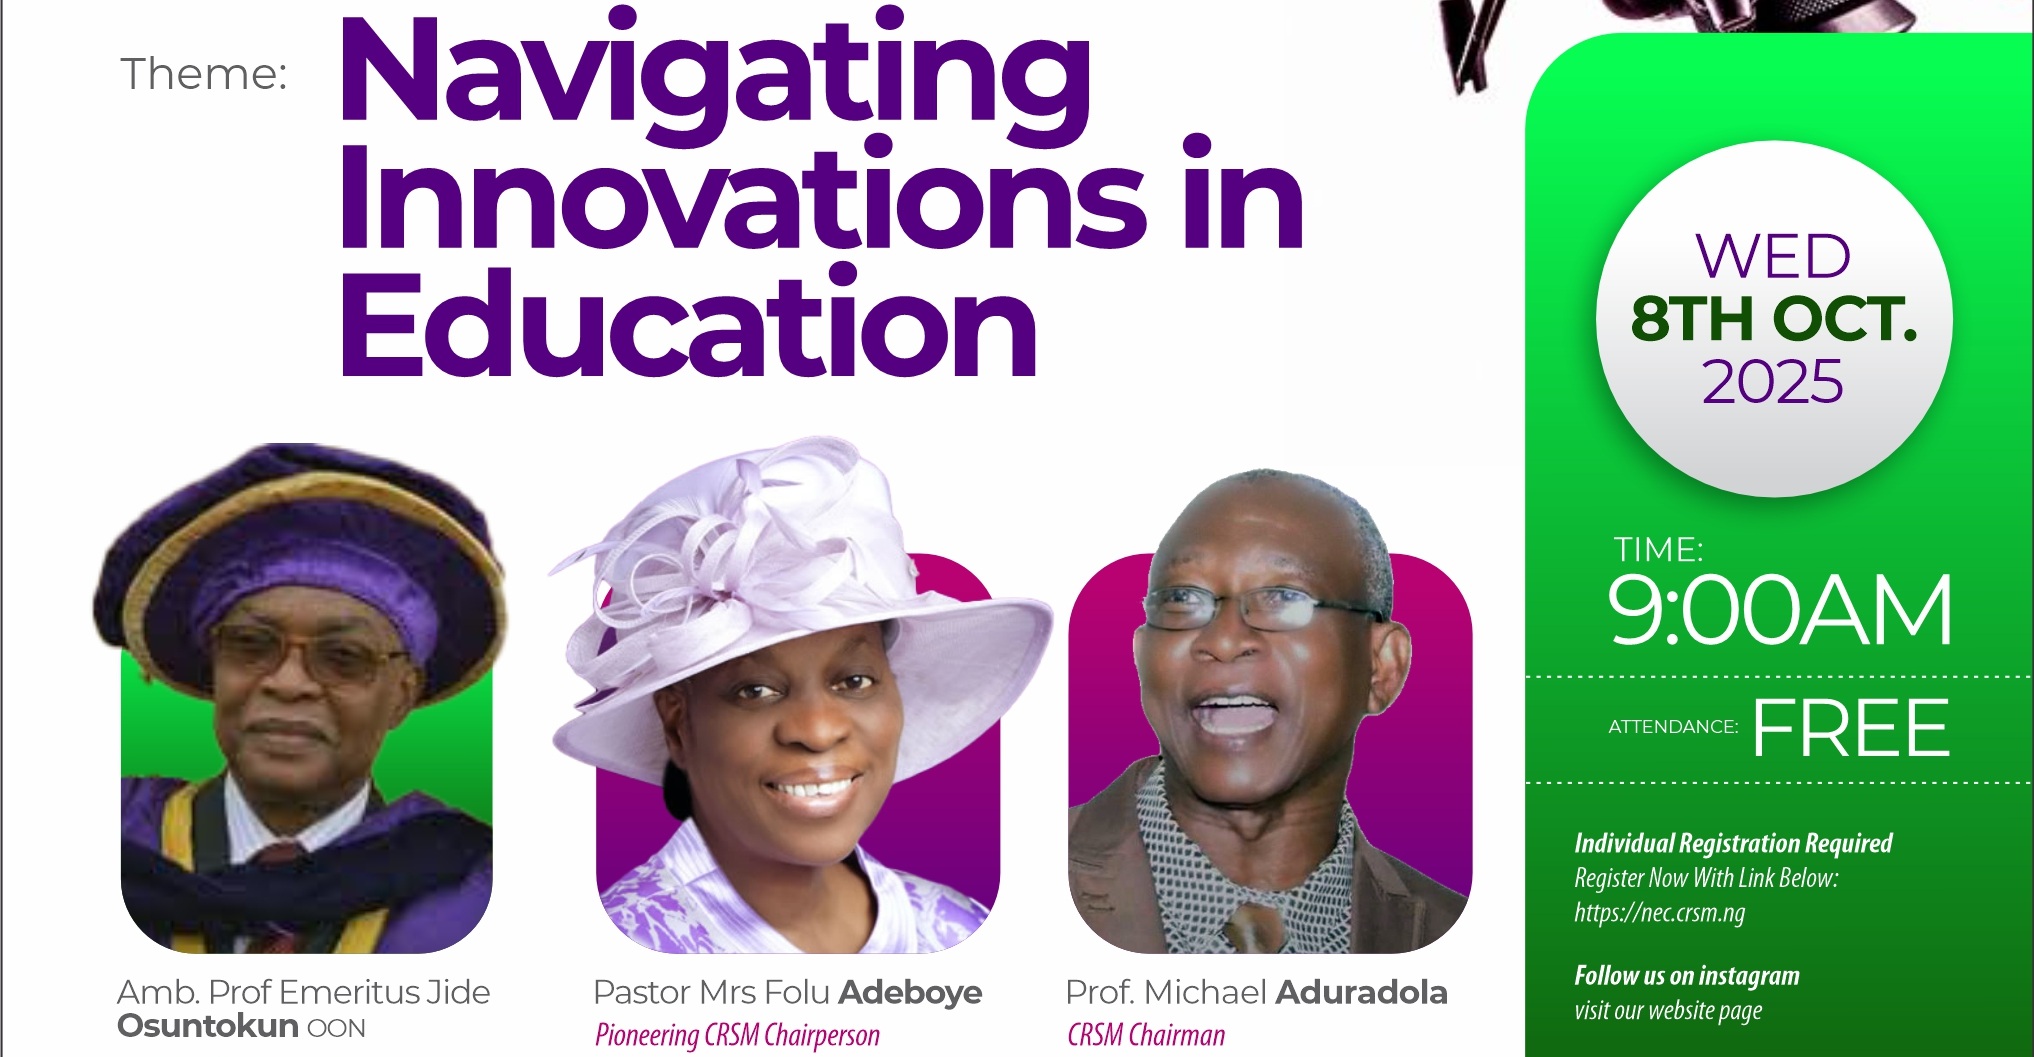 Theme:
Navigating
Innovations in
Education
WED
8TH OCT.
2025
TIME:
9:00AM
ATTENDANCE: FREE
Individual Registration Required
Register Now With Link Below:
https://nec.crsm.ng
Follow us on instagram
visit our website page
Amb. Prof Emeritus Jide
Osuntokun OON
Pastor Mrs Folu Adeboye
Pioneering CRSM Chairperson
Prof. Michael Aduradola
CRSM Chairman